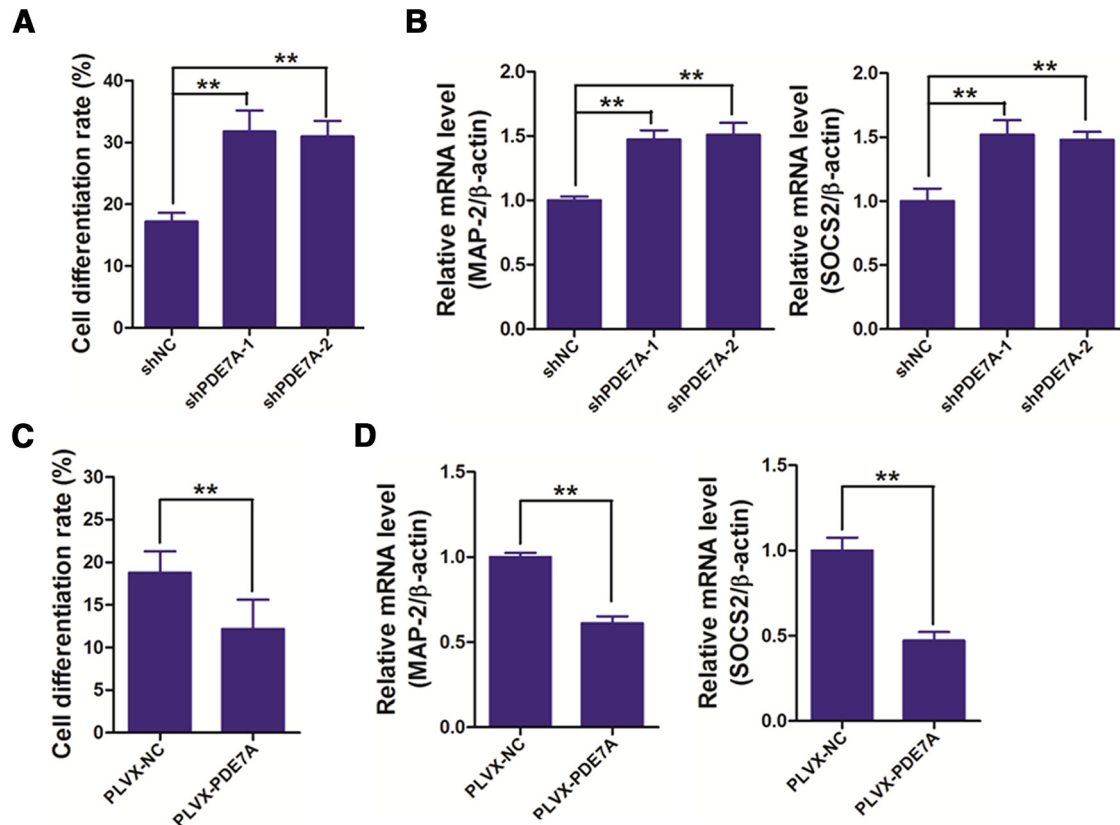 A
Cell differention rate (%)
40
30
20
10
0
**
**
shNC
shPDE7A-1
shPDE7A-2
B
Relative mRNA level
(MAP-2/β-actin)
2.0
1.5
1.0
0.5
0.0
**
**
shNC
shPDE7A-1
shPDE7A-2
Relative mRNA level
(SOCS2/β-actin)
2.0
1.5
1.0
0.5
0.0
**
**
shNC
shPDE7A-1
shPDE7A-2
C
Cell differention rate (%)
30
25
20
15
10
5
0
**
PLVX-NC
PLVX-PDE7A
D
Relative mRNA level
(MAP-2/β-actin)
1.5
1.0
0.5
0.0
**
PLVX-NC
PLVX-PDE7A
Relative mRNA level
(SOCS2/β-actin)
1.5
1.0
0.5
0.0
**
PLVX-NC
PLVX-PDE7A